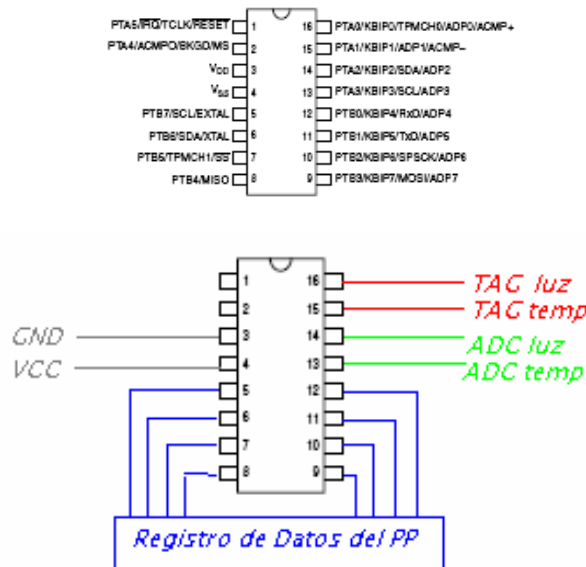 PTA5/IRQ/TCLK/RESET 1 16 PTA0/KBIP0/TPMCH0/ADP0/ACMP+
PTA4/ACMPO/BKGD/MS 2 15 PTA1/KBIP1/ADP1/ACMP–
VDD 3 14 PTA2/KBIP2/SDA/ADP2
VSS 4 13 PTA3/KBIP3/SCL/ADP3
PTB7/SCL/EXTAL 5 12 PTB0/KBIP4/RxD/ADP4
PTB6/SDA/XTAL 6 11 PTB1/KBIP5/TxD/ADP5
PTB5/TPMCH1/SS 7 10 PTB2/KBIP6/SPSCK/ADP6
PTB4/MISO 8 9 PTB3/KBIP7/MOSI/ADP7
1 16 TAG luz
2 15 TAG temp
GND 3 14 ADC luz
VCC 4 13 ADC temp
5 12
6 11
7 10
8 9
Registro de Datos del PP